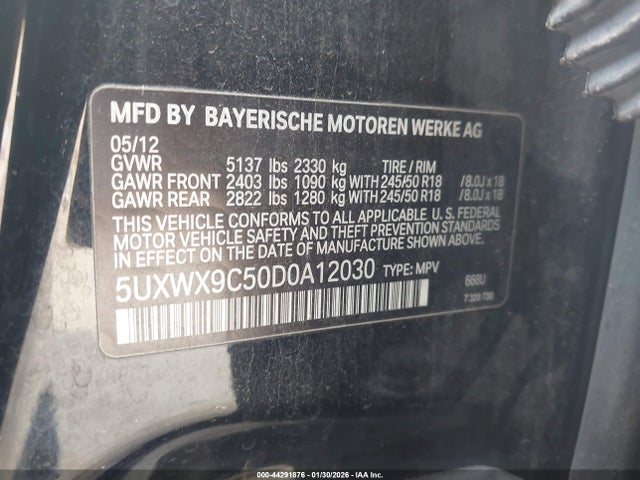 MFD BY BAYERISCHE MOTOREN WERKE AG
05/12
GVWR 5137 lbs 2330 kg TIRE / RIM
GAWR FRONT 2403 lbs 1090 kg WITH 245/50 R18 /8.0J x 18
GAWR REAR 2822 lbs 1280 kg WITH 245/50 R18 /8.0J x 18
THIS VEHICLE CONFORMS TO ALL APPLICABLE U. S. FEDERAL
MOTOR VEHICLE SAFETY AND THEFT PREVENTION STANDARDS
IN EFFECT ON THE DATE OF MANUFACTURE SHOWN ABOVE.
5UXWX9C50D0A12030 TYPE: MPV
668U
000-44291876 - 01/30/2026 - IAAI Inc.